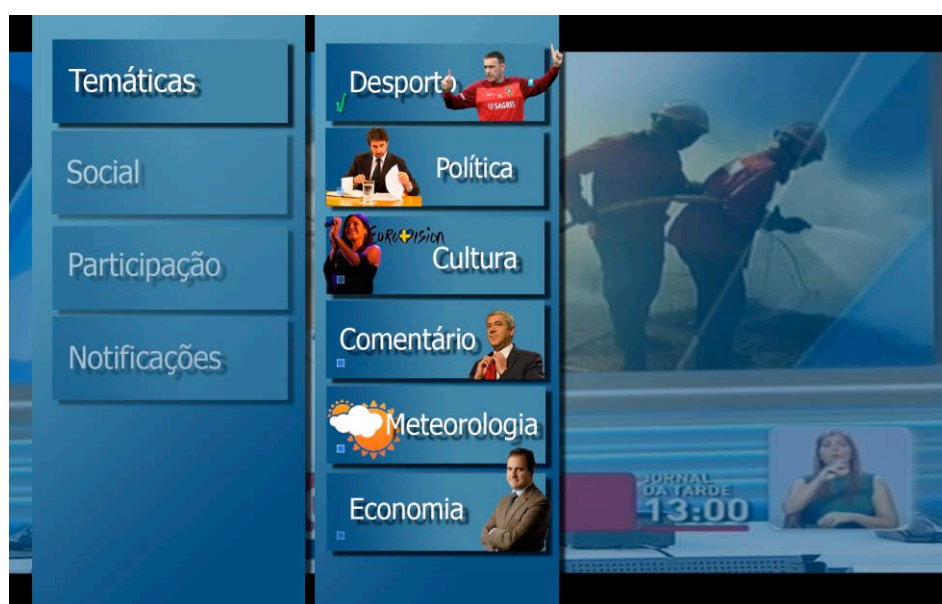 Temáticas
Social
Participação
Notificações
Desporto
SAGRES
Política
EUROVISION
Cultura
Comentário
Meteorologia
Economia
JORNAL
DA TARDE
13:00